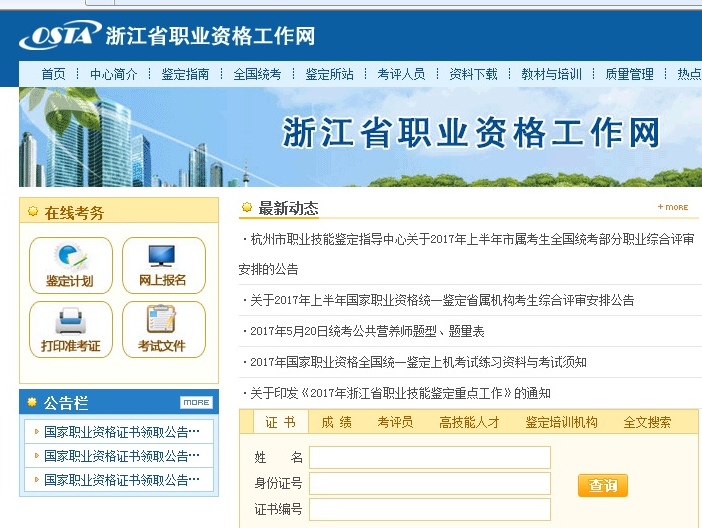 OSTA 浙江省职业资格工作网
首页 中心简介 鉴定指南 全国统考 鉴定所站 考评人员 资料下载 教材与培训 质量管理 热点
浙江省职业资格工作网
在线考务
鉴定计划 网上报名
打印准考证 考试文件
公告栏 MORE
国家职业资格证书领取公告…
国家职业资格证书领取公告…
国家职业资格证书领取公告…
最新动态 +MORE
·杭州市职业技能鉴定指导中心关于2017年上半年市属考生全国统考部分职业综合评审
安排的公告
·关于2017年上半年国家职业资格统一鉴定省属机构考生综合评审安排公告
·2017年5月20日统考公共营养师题型、题量表
·2017年国家职业资格全国统一鉴定上机考试练习资料与考试须知
·关于印发《2017年浙江省职业技能鉴定重点工作》的通知
证 书 成 绩 考评员 高技能人才 鉴定培训机构 全文搜索
姓 名
身份证号
查询
证书编号